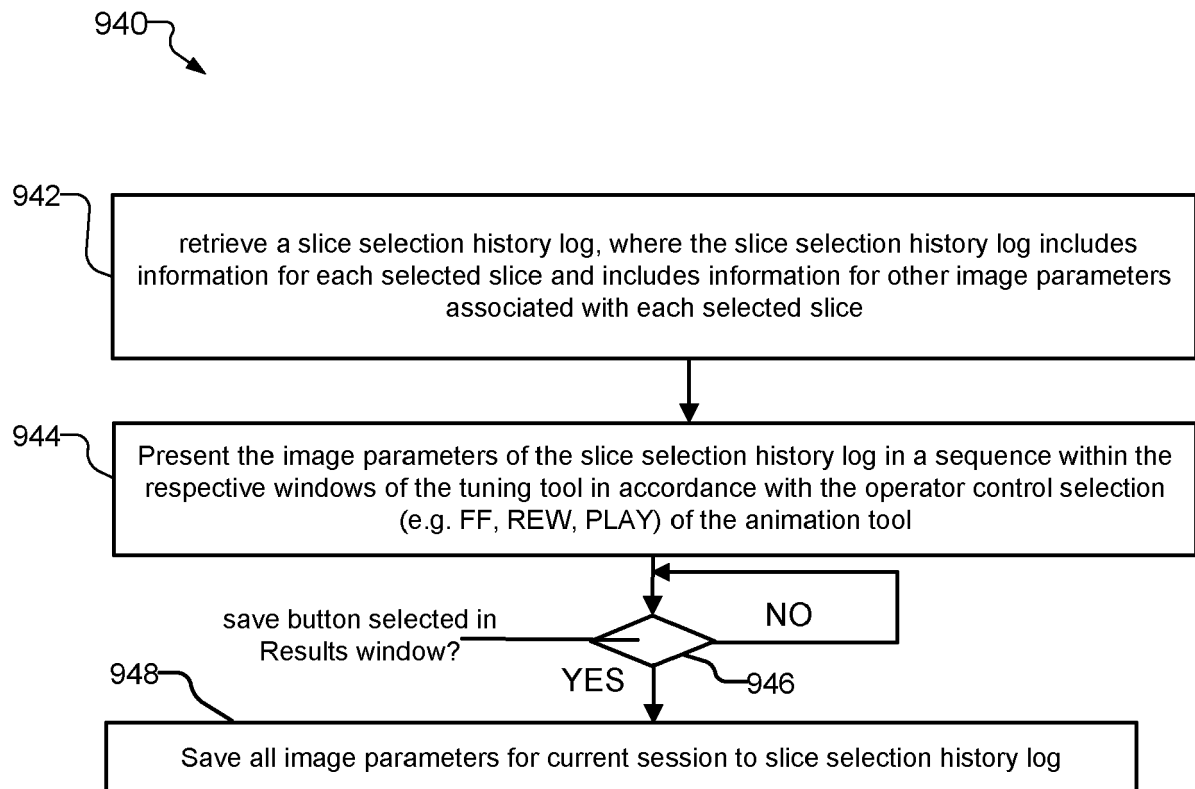 940
942
retrieve a slice selection history log, where the slice selection history log includes
information for each selected slice and includes information for other image parameters
associated with each selected slice
944
Present the image parameters of the slice selection history log in a sequence within the
respective windows of the tuning tool in accordance with the operator control selection
(e.g. FF, REW, PLAY) of the animation tool
save button selected in
Results window?
NO
YES
946
948
Save all image parameters for current session to slice selection history log